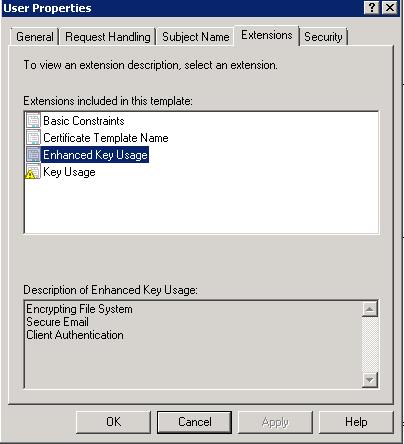 User Properties
General Request Handling Subject Name Extensions Security
To view an extension description, select an extension.
Extensions included in this template:
Basic Constraints
Certificate Template Name
Enhanced Key Usage
Key Usage
Description of Enhanced Key Usage:
Encrypting File System
Secure Email
Client Authentication
OK Cancel Apply Help